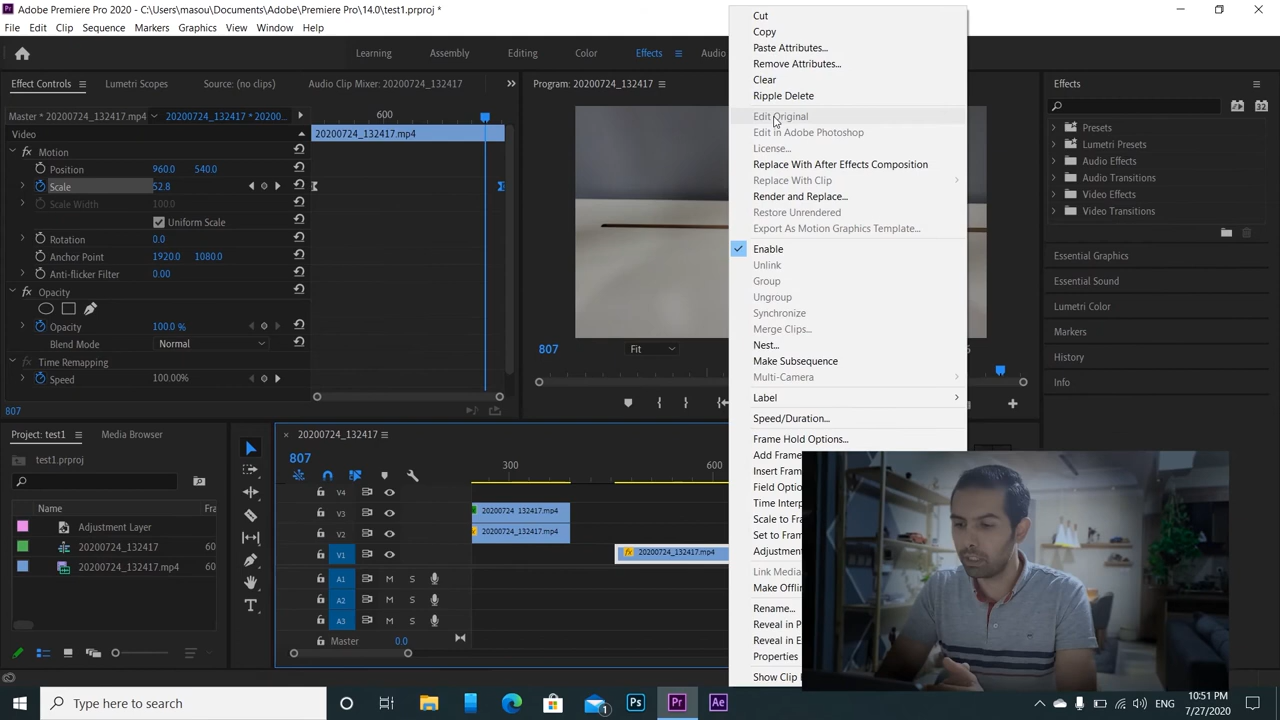 Adobe Premiere Pro 2020 - C:\Users\masou\Documents\Adobe\Premiere Pro\14.0\test1.prproj *
File Edit Clip Sequence Markers Graphics View Window Help
Learning Assembly Editing Color Effects Audio
Effect Controls Lumetri Scopes Source: (no clips) Audio Clip Mixer: 20200724_132417
Master * 20200724_132417.mp4 20200724_132417 * 20200...
600
Video
20200724_132417.mp4
fx Motion
Position 960.0 540.0
Scale 52.8
Scale Width 100.0
Uniform Scale
Rotation 0.0
Anchor Point 1920.0 1080.0
Anti-flicker Filter 0.00
fx Opacity
Opacity 100.0 %
Blend Mode Normal
Time Remapping
Speed 100.00%
807
Program: 20200724_132417
807 Fit
Cut
Copy
Paste Attributes...
Remove Attributes...
Clear
Ripple Delete
Edit Original
Edit in Adobe Photoshop
License...
Replace With After Effects Composition
Replace With Clip
Render and Replace...
Restore Unrendered
Export As Motion Graphics Template...
Enable
Unlink
Group
Ungroup
Synchronize
Merge Clips...
Nest...
Make Subsequence
Multi-Camera
Label
Speed/Duration...
Frame Hold Options...
Add Frame
Insert Fram
Field Optio
Time Interp
Scale to Fra
Set to Fram
Adjustmen
Link Media
Make Offli
Rename...
Reveal in P
Reveal in E
Properties
Show Clip
Effects
Presets
Lumetri Presets
Audio Effects
Audio Transitions
Video Effects
Video Transitions
Essential Graphics
Essential Sound
Lumetri Color
Markers
History
Info
Project: test1 Media Browser
test1.prproj
Name Fra
Adjustment Layer
20200724_132417 60
20200724_132417.mp4 60
× 20200724_132417
807
300 600
V4
V3 20200724_132417.mp4
V2 fx 20200724_132417.mp4
V1 fx 20200724_132417.mp4
A1 M S
A2 M S
A3 M S
Master 0.0
T
Type here to search
Ps Pr Ae
1
ENG
10:51 PM
7/27/2020